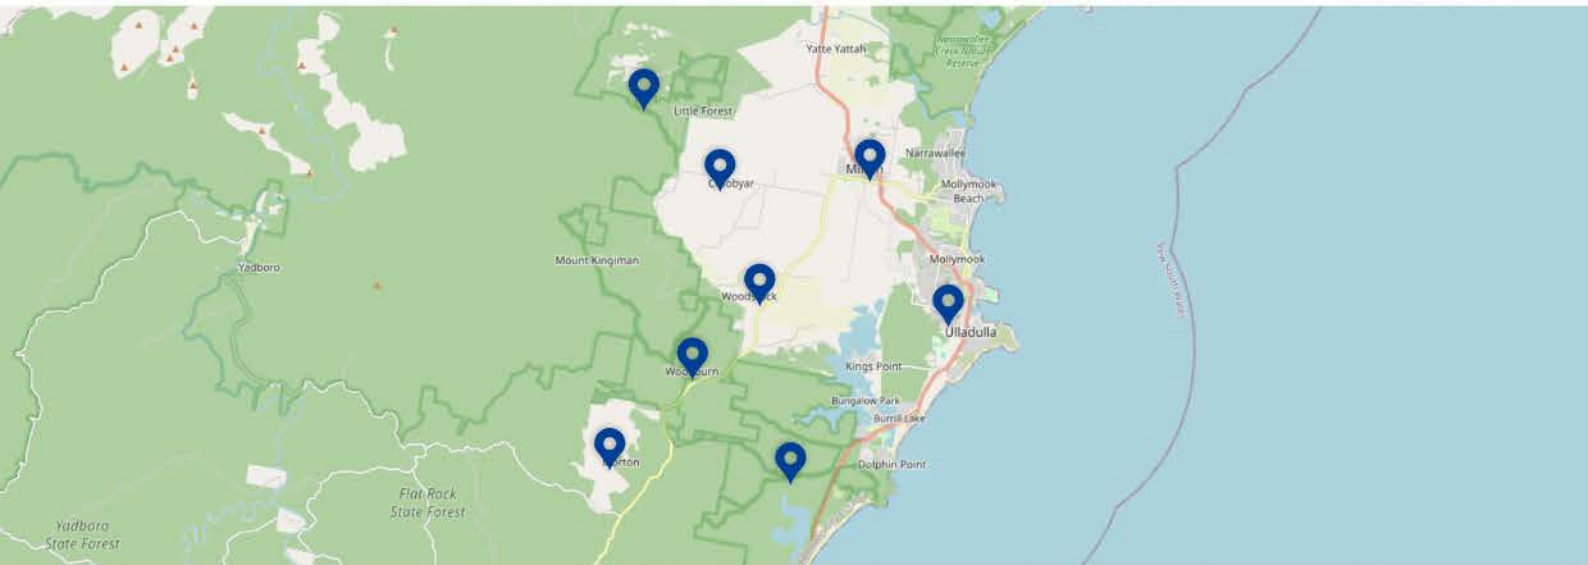 Yatte Yattah
Narrawallee
Creek Nature
Reserve
Little Forest
Narrawallee
Mollymook
Beach
Mount Kingiman
Yadboro
Mollymook
New South Wales
Ulladulla
Kings Point
Bungalow Park
Burrill Lake
Dolphin Point
Flat Rock
State Forest
Yadboro
State Forest